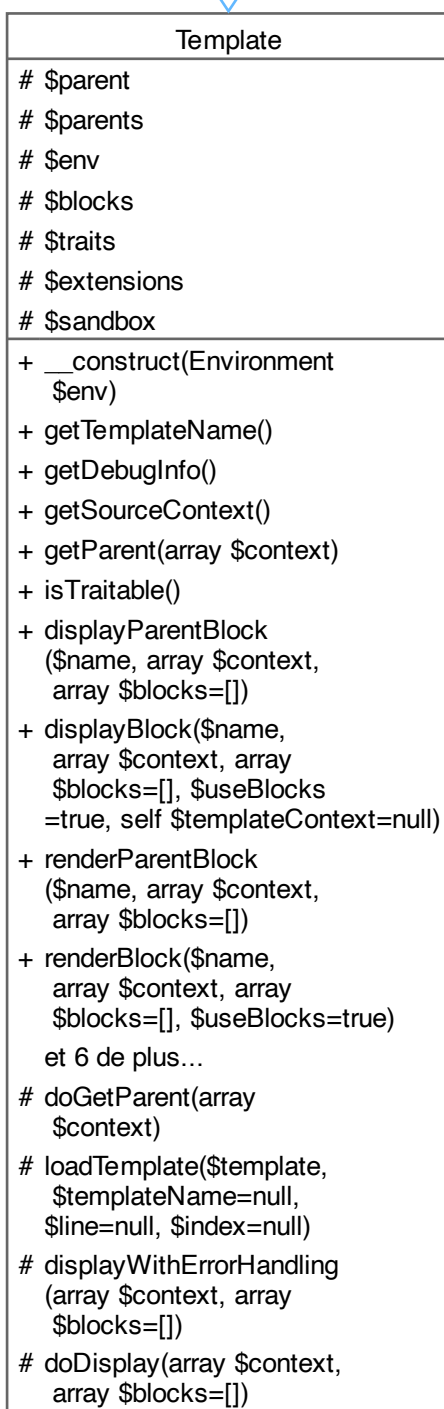 Template
# $parent
# $parents
# $env
# $blocks
# $traits
# $extensions
# $sandbox
+ __construct(Environment
$env)
+ getTemplateName()
+ getDebugInfo()
+ getSourceContext()
+ getParent(array $context)
+ isTraitable()
+ displayParentBlock
($name, array $context,
array $blocks=[])
+ displayBlock($name,
array $context, array
$blocks=[], $useBlocks
=true, self $templateContext=null)
+ renderParentBlock
($name, array $context,
array $blocks=[])
+ renderBlock($name,
array $context, array
$blocks=[], $useBlocks=true)
et 6 de plus...
# doGetParent(array
$context)
# loadTemplate($template,
$templateName=null,
$line=null, $index=null)
# displayWithErrorHandling
(array $context, array
$blocks=[])
# doDisplay(array $context,
array $blocks=[])